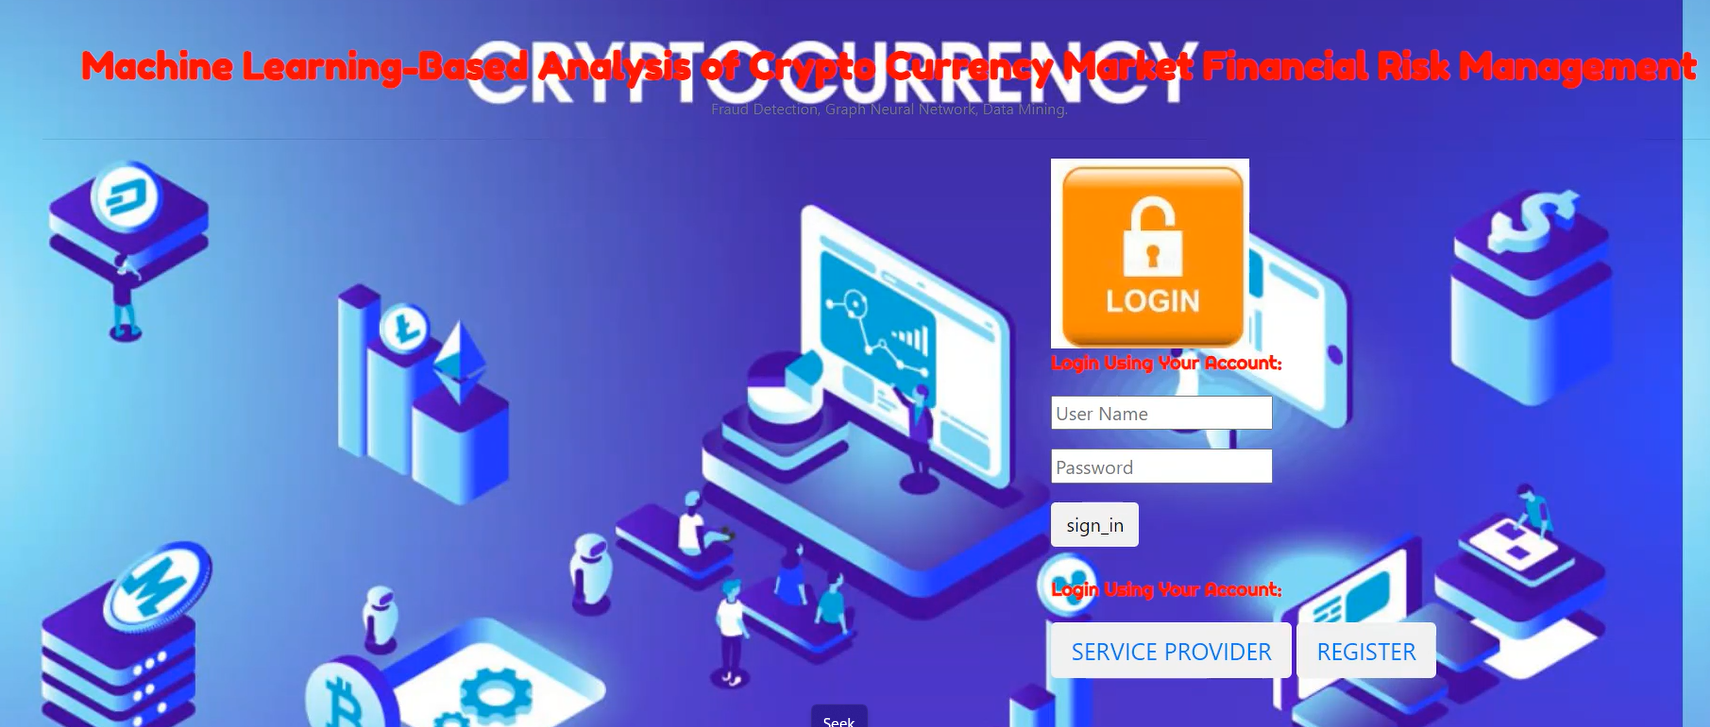 CRYPTOCURRENCY
Machine Learning-Based Analysis of Crypto Currency Market Financial Risk Management
Fraud Detection, Graph Neural Network, Data Mining.
LOGIN
Login Using Your Account:
User Name
Password
sign_in
Login Using Your Account:
SERVICE PROVIDER REGISTER
Seek